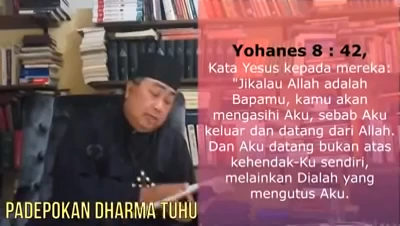 Yohanes 8 : 42,
Kata Yesus kepada mereka:
"Jikalau Allah adalah
Bapamu, kamu akan
mengasihi Aku, sebab Aku
keluar dan datang dari Allah.
Dan Aku datang bukan atas
kehendak-Ku sendiri,
melainkan Dialah yang
mengutus Aku.
PADEPOKAN DHARMA TUHU